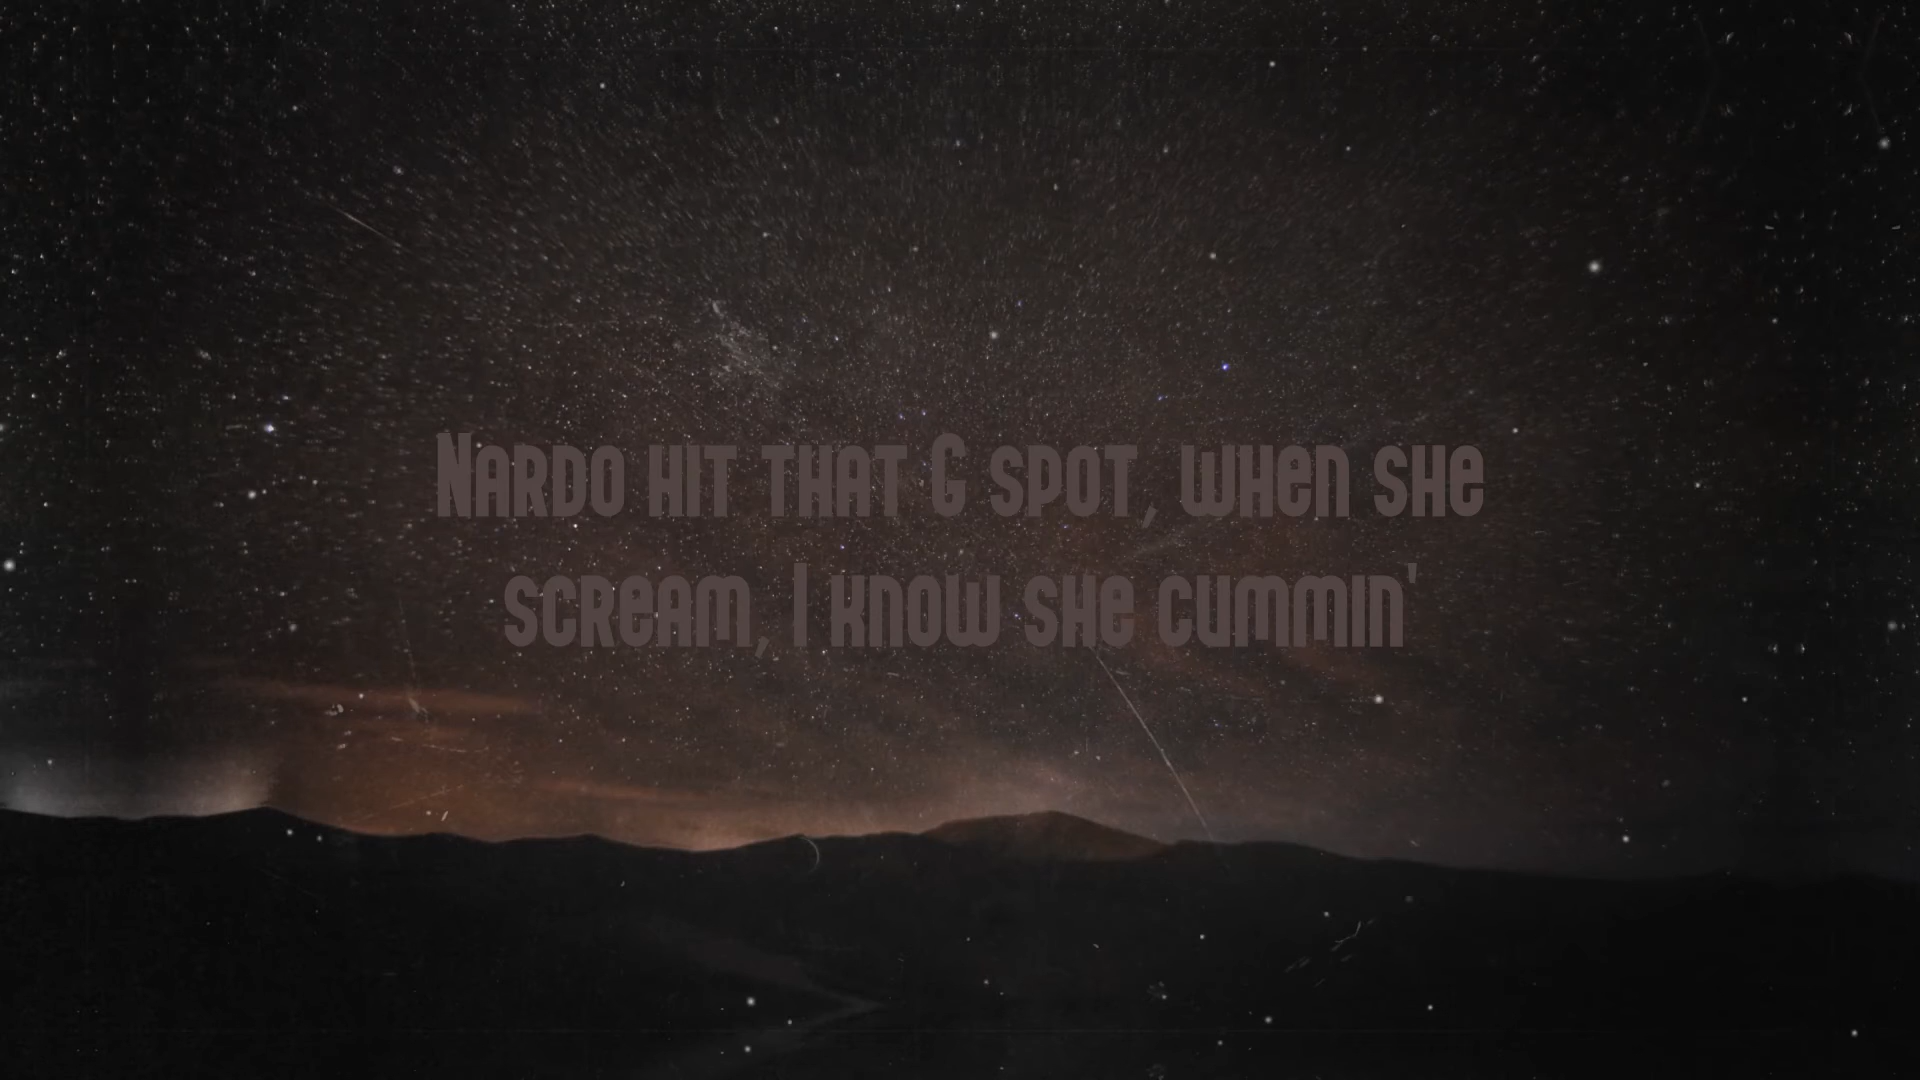 Nardo hit that G spot, when she
scream, I know she cummin'